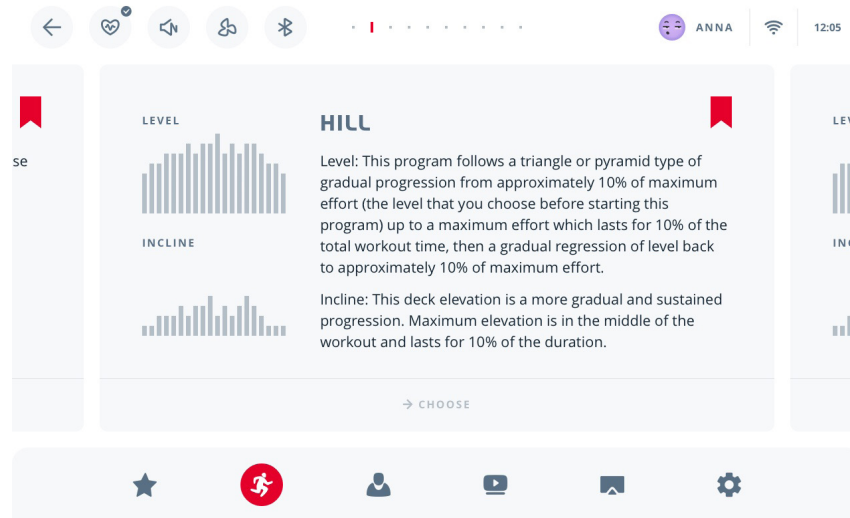 ANNA
12:05
se
LEVEL
HILL
Level: This program follows a triangle or pyramid type of
gradual progression from approximately 10% of maximum
effort (the level that you choose before starting this
program) up to a maximum effort which lasts for 10% of the
total workout time, then a gradual regression of level back
to approximately 10% of maximum effort.
INCLINE
Incline: This deck elevation is a more gradual and sustained
progression. Maximum elevation is in the middle of the
workout and lasts for 10% of the duration.
CHOOSE
LEV